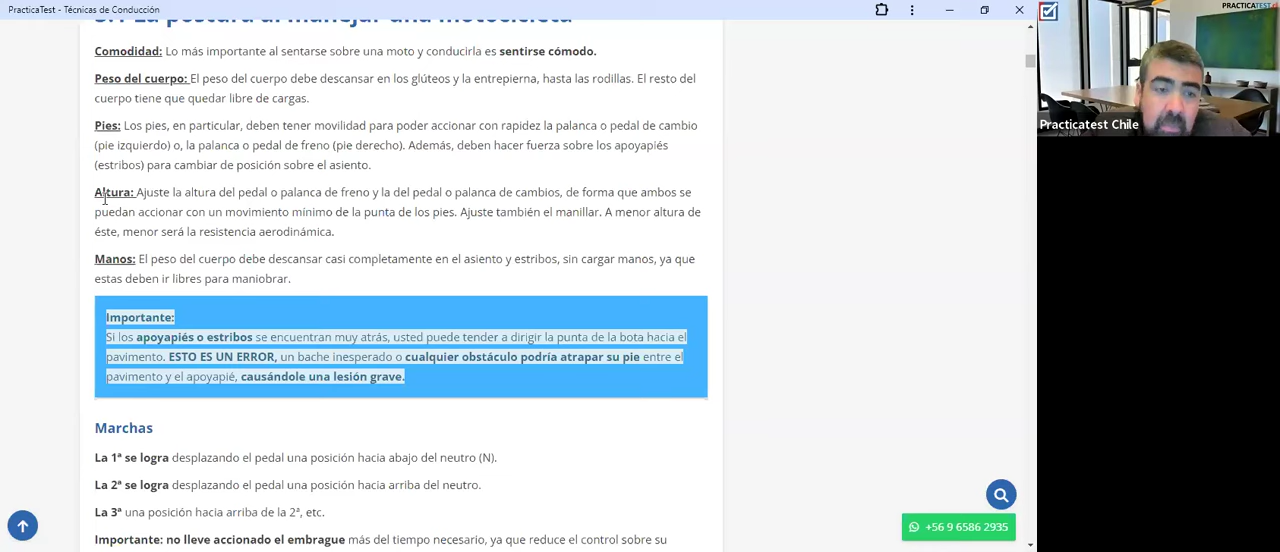 PracticaTest - Técnicas de Conducción
PRACTICATEST
Comodidad: Lo más importante al sentarse sobre una moto y conducirla es sentirse cómodo.
Peso del cuerpo: El peso del cuerpo debe descansar en los glúteos y la entrepierna, hasta las rodillas. El resto del
cuerpo tiene que quedar libre de cargas.
Pies: Los pies, en particular, deben tener movilidad para poder accionar con rapidez la palanca o pedal de cambio
(pie izquierdo) o, la palanca o pedal de freno (pie derecho). Además, deben hacer fuerza sobre los apoyapiés
(estribos) para cambiar de posición sobre el asiento.
Practicatest Chile
Altura: Ajuste la altura del pedal o palanca de freno y la del pedal o palanca de cambios, de forma que ambos se
puedan accionar con un movimiento mínimo de la punta de los pies. Ajuste también el manillar. A menor altura de
éste, menor será la resistencia aerodinámica.
Manos: El peso del cuerpo debe descansar casi completamente en el asiento y estribos, sin cargar manos, ya que
estas deben ir libres para maniobrar.
Importante:
Si los apoyapiés o estribos se encuentran muy atrás, usted puede tender a dirigir la punta de la bota hacia el
pavimento. ESTO ES UN ERROR, un bache inesperado o cualquier obstáculo podría atrapar su pie entre el
pavimento y el apoyapié, causándole una lesión grave.
Marchas
La 1ª se logra desplazando el pedal una posición hacia abajo del neutro (N).
La 2ª se logra desplazando el pedal una posición hacia arriba del neutro.
La 3ª una posición hacia arriba de la 2ª, etc.
+56 9 6586 2935
Importante: no lleve accionado el embrague más del tiempo necesario, ya que reduce el control sobre su